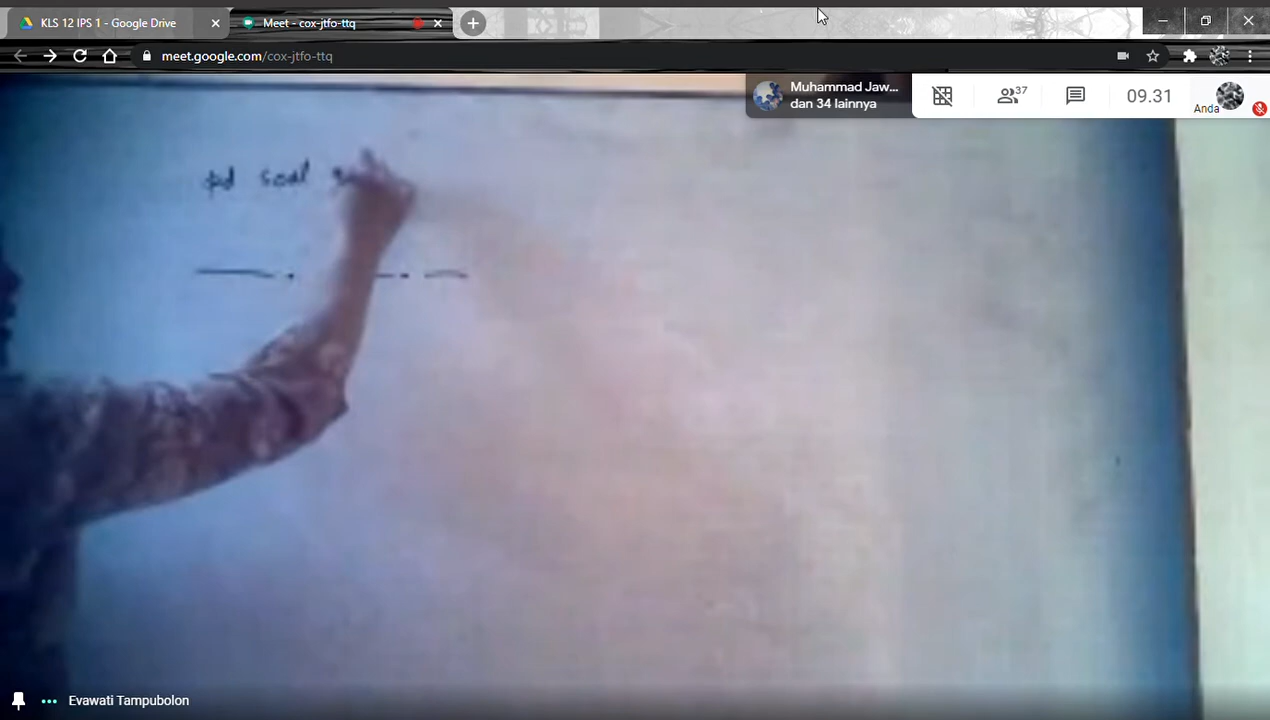 KLS 12 IPS 1 - Google Drive
Meet - cox-jtfo-ttq
meet.google.com/cox-jtfo-ttq
Muhammad Jaw...
dan 34 lainnya
37
09.31
Anda
soal
Evawati Tampubolon